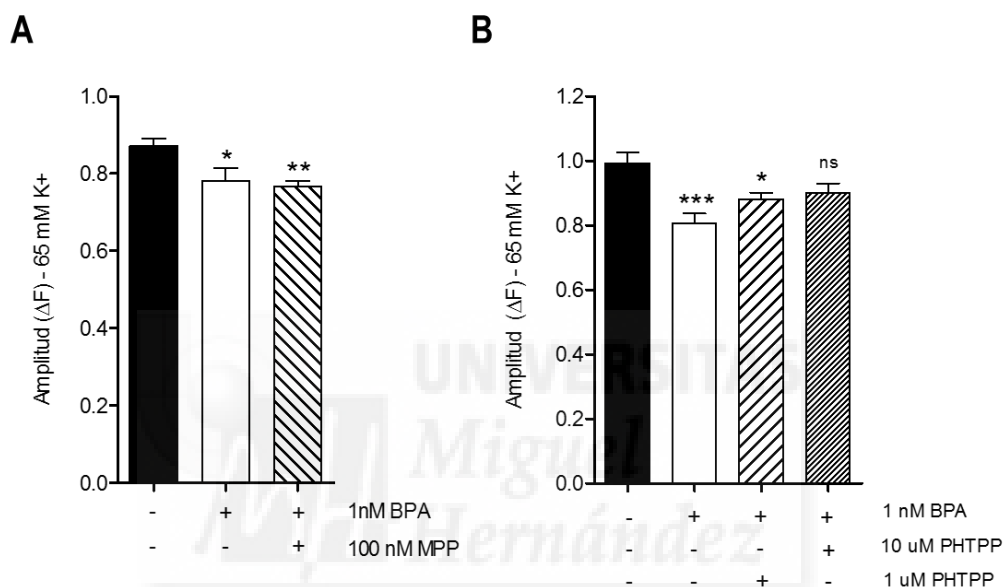 A
Amplitud (ΔF) - 65 mM K+
1.0
0.8
0.6
0.4
0.2
0.0
*
**
- + + 1nM BPA
- - + 100 nM MPP
B
Amplitud (ΔF) - 65 mM K+
1.2
1.0
0.8
0.6
0.4
0.2
0.0
***
*
ns
- + + + 1 nM BPA
- - - + 10 uM PHTPP
- - + - 1 uM PHTPP
UNIVERSITAS
Miguel
Hernández